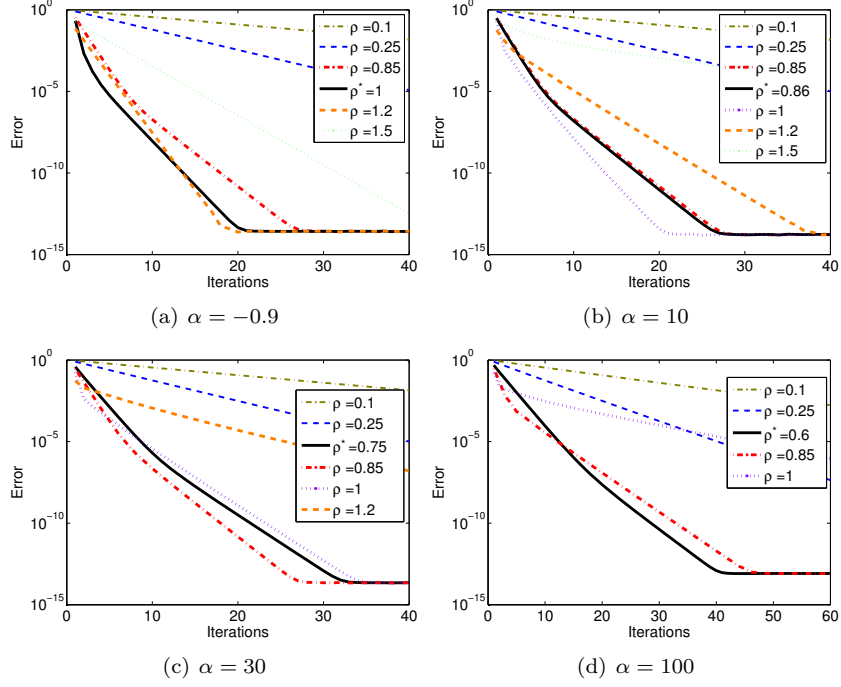 10^0
10^-5
10^-10
10^-15
Error
0 10 20 30 40
Iterations
ρ =0.1
ρ =0.25
ρ =0.85
ρ* =1
ρ =1.2
ρ =1.5
(a) α = −0.9
10^0
10^-5
10^-10
10^-15
Error
0 10 20 30 40
Iterations
ρ =0.1
ρ =0.25
ρ =0.85
ρ* =0.86
ρ =1
ρ =1.2
ρ =1.5
(b) α = 10
10^0
10^-5
10^-10
10^-15
Error
0 10 20 30 40
Iterations
ρ =0.1
ρ =0.25
ρ* =0.75
ρ =0.85
ρ =1
ρ =1.2
(c) α = 30
10^0
10^-5
10^-10
10^-15
Error
0 10 20 30 40 50 60
Iterations
ρ =0.1
ρ =0.25
ρ* =0.6
ρ =0.85
ρ =1
(d) α = 100